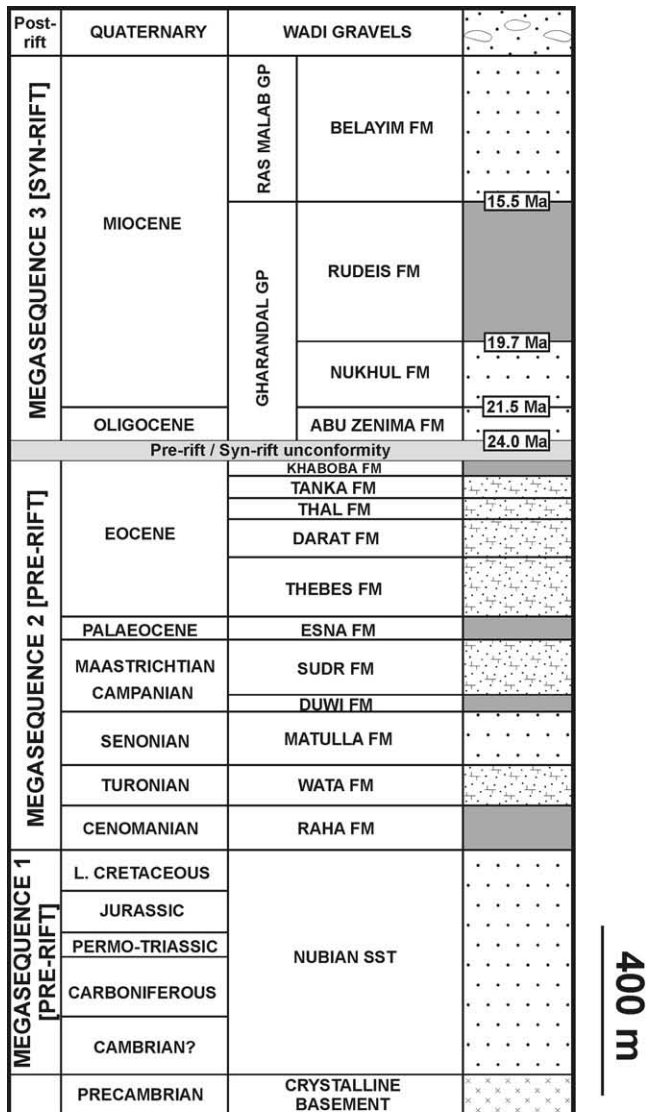 Post-
rift
QUATERNARY
WADI GRAVELS
MEGASEQUENCE 3 [SYN-RIFT]
MIOCENE
RAS MALAB GP
BELAYIM FM
15.5 Ma
GHARANDAL GP
RUDEIS FM
19.7 Ma
NUKHUL FM
21.5 Ma
OLIGOCENE
ABU ZENIMA FM
24.0 Ma
Pre-rift / Syn-rift unconformity
MEGASEQUENCE 2 [PRE-RIFT]
EOCENE
KHABOBA FM
TANKA FM
THAL FM
DARAT FM
THEBES FM
PALAEOCENE
ESNA FM
MAASTRICHTIAN
CAMPANIAN
SUDR FM
DUWI FM
SENONIAN
MATULLA FM
TURONIAN
WATA FM
CENOMANIAN
RAHA FM
MEGASEQUENCE 1
[PRE-RIFT]
L. CRETACEOUS
JURASSIC
PERMO-TRIASSIC
CARBONIFEROUS
CAMBRIAN?
NUBIAN SST
PRECAMBRIAN
CRYSTALLINE
BASEMENT
400 m